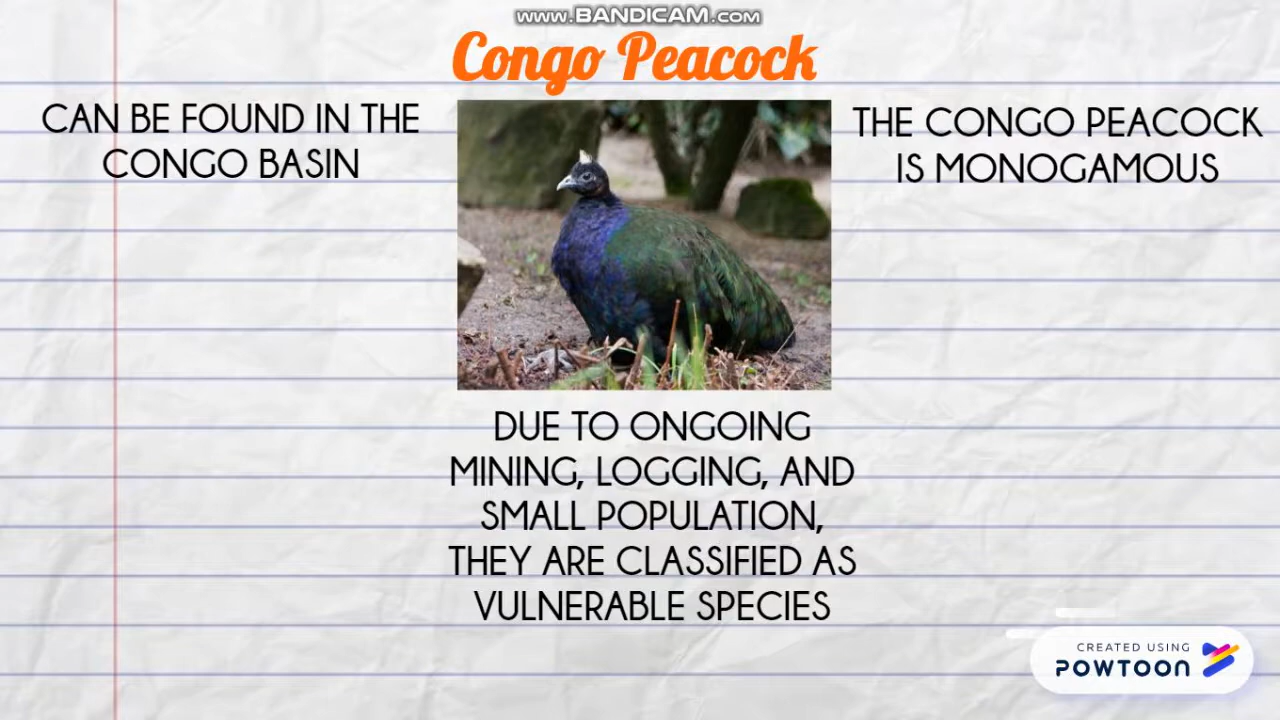 www.BANDICAM.com
Congo Peacock
CAN BE FOUND IN THE
CONGO BASIN
THE CONGO PEACOCK
IS MONOGAMOUS
DUE TO ONGOING
MINING, LOGGING, AND
SMALL POPULATION,
THEY ARE CLASSIFIED AS
VULNERABLE SPECIES
CREATED USING
POWTOON